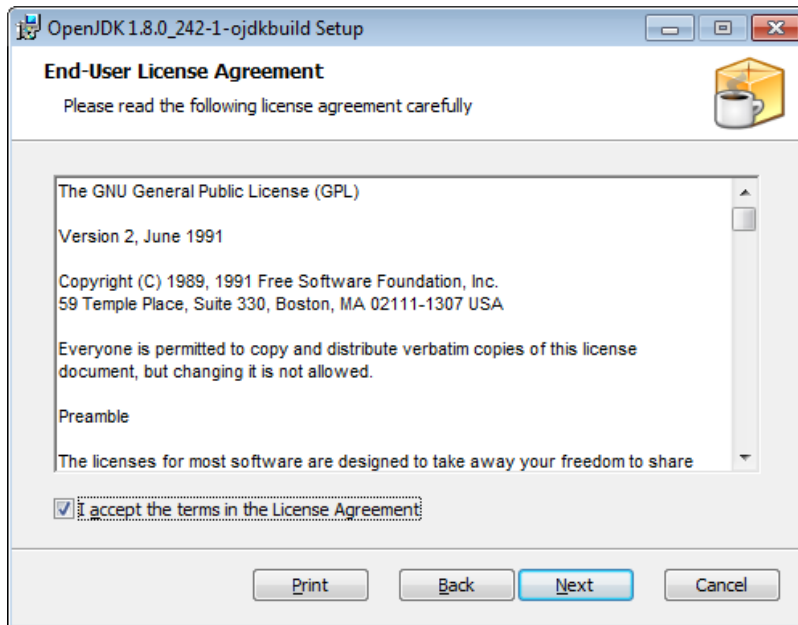 OpenJDK 1.8.0_242-1-ojdkbuild Setup
End-User License Agreement
Please read the following license agreement carefully
The GNU General Public License (GPL)
Version 2, June 1991
Copyright (C) 1989, 1991 Free Software Foundation, Inc.
59 Temple Place, Suite 330, Boston, MA 02111-1307 USA
Everyone is permitted to copy and distribute verbatim copies of this license
document, but changing it is not allowed.
Preamble
The licenses for most software are designed to take away your freedom to share
I accept the terms in the License Agreement
Print Back Next Cancel